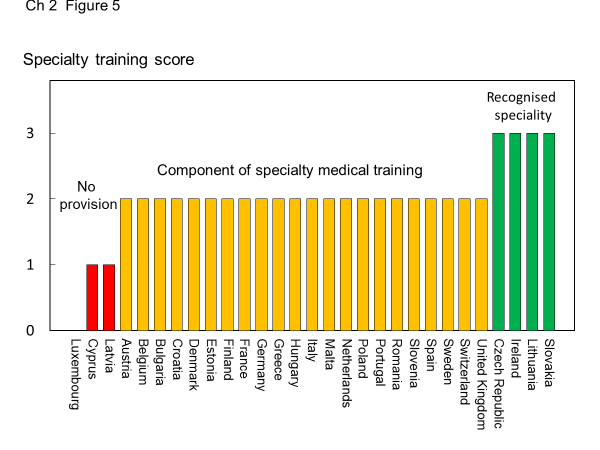 Ch 2  Figure 5
Specialty training score
Recognised
speciality
3
Component of specialty medical training
No
provision
2
1
0
Luxembourg
Cyprus
Latvia
Austria
Belgium
Bulgaria
Croatia
Denmark
Estonia
Finland
France
Germany
Greece
Hungary
Italy
Malta
Netherlands
Poland
Portugal
Romania
Slovenia
Spain
Sweden
Switzerland
United Kingdom
Czech Republic
Ireland
Lithuania
Slovakia